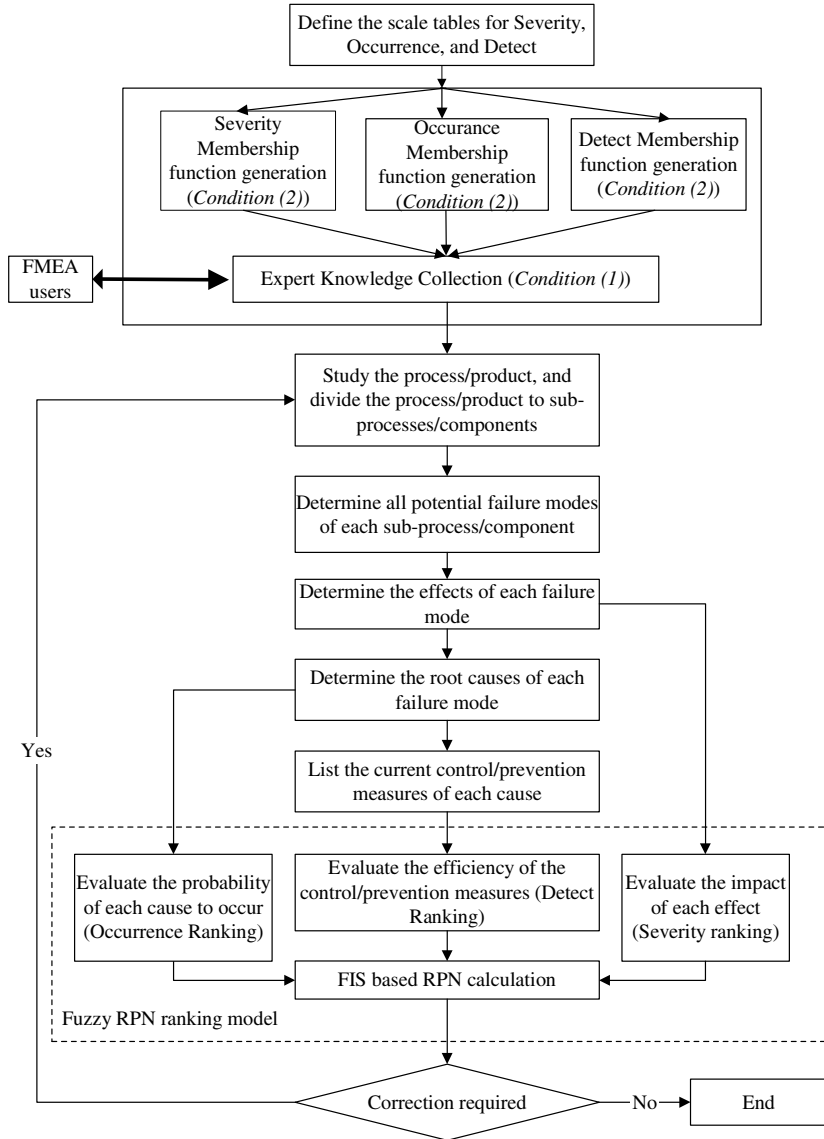 Define the scale tables for Severity,
Occurrence, and Detect
Severity
Membership
function generation
(Condition (2))
Occurance
Membership
function generation
(Condition (2))
Detect Membership
function generation
(Condition (2))
FMEA
users
Expert Knowledge Collection (Condition (1))
Study the process/product, and
divide the process/product to sub-
processes/components
Determine all potential failure modes
of each sub-process/component
Determine the effects of each failure
mode
Determine the root causes of each
failure mode
Yes
List the current control/prevention
measures of each cause
Evaluate the probability
of each cause to occur
(Occurrence Ranking)
Evaluate the efficiency of the
control/prevention measures (Detect
Ranking)
Evaluate the impact
of each effect
(Severity ranking)
FIS based RPN calculation
Fuzzy RPN ranking model
Correction required
No
End